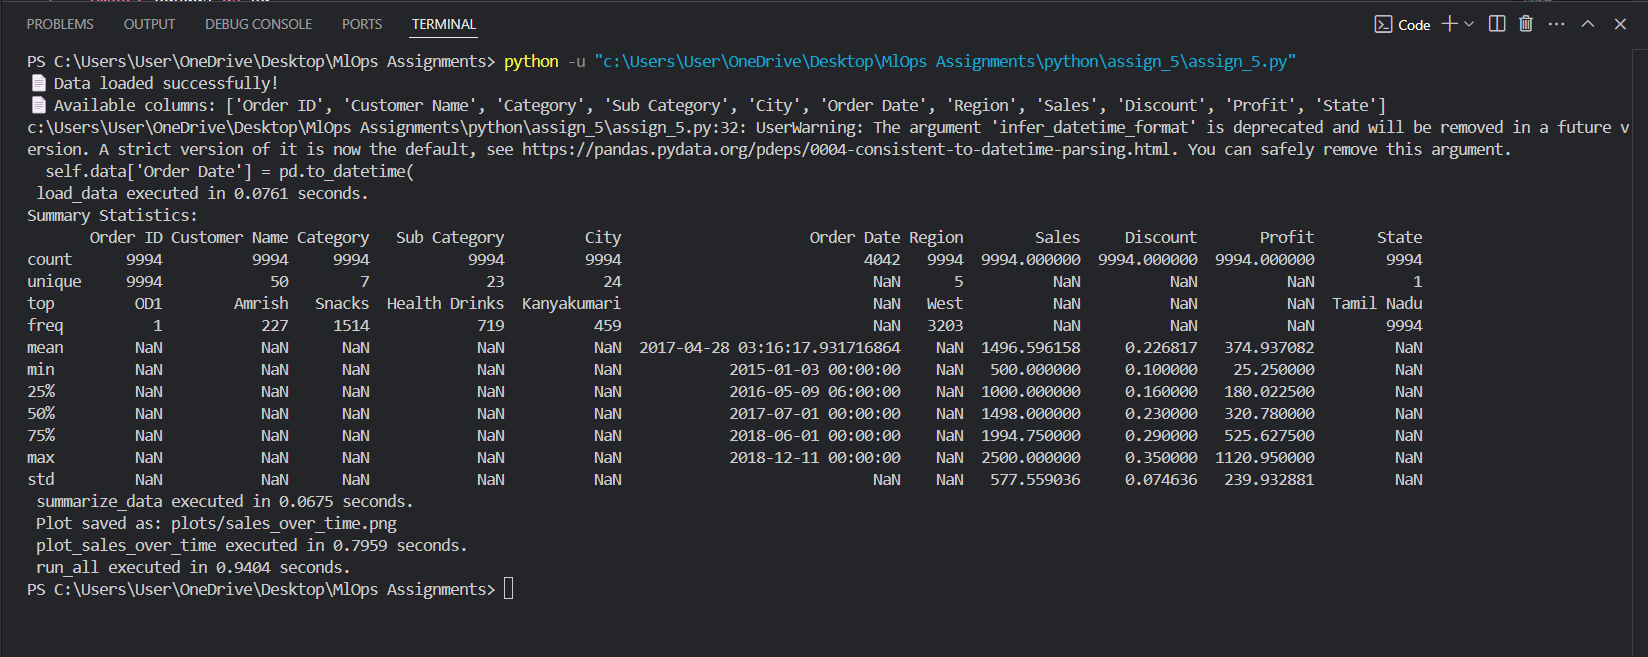 PROBLEMS OUTPUT DEBUG CONSOLE PORTS TERMINAL Code
PS C:\Users\User\OneDrive\Desktop\MlOps Assignments> python -u "c:\Users\User\OneDrive\Desktop\MlOps Assignments\python\assign_5\assign_5.py"
Data loaded successfully!
Available columns: ['Order ID', 'Customer Name', 'Category', 'Sub Category', 'City', 'Order Date', 'Region', 'Sales', 'Discount', 'Profit', 'State']
c:\Users\User\OneDrive\Desktop\MlOps Assignments\python\assign_5\assign_5.py:32: UserWarning: The argument 'infer_datetime_format' is deprecated and will be removed in a future v
ersion. A strict version of it is now the default, see https://pandas.pydata.org/pdeps/0004-consistent-to-datetime-parsing.html. You can safely remove this argument.
self.data['Order Date'] = pd.to_datetime(
load_data executed in 0.0761 seconds.
Summary Statistics:
Order ID Customer Name Category Sub Category City Order Date Region Sales Discount Profit State
count 9994 9994 9994 9994 9994 4042 9994 9994.000000 9994.000000 9994.000000 9994
unique 9994 50 7 23 24 NaN 5 NaN NaN NaN 1
top OD1 Amrish Snacks Health Drinks Kanyakumari NaN West NaN NaN NaN Tamil Nadu
freq 1 227 1514 719 459 NaN 3203 NaN NaN NaN 9994
mean NaN NaN NaN NaN NaN 2017-04-28 03:16:17.931716864 NaN 1496.596158 0.226817 374.937082 NaN
min NaN NaN NaN NaN NaN 2015-01-03 00:00:00 NaN 500.000000 0.100000 25.250000 NaN
25% NaN NaN NaN NaN NaN 2016-05-09 06:00:00 NaN 1000.000000 0.160000 180.022500 NaN
50% NaN NaN NaN NaN NaN 2017-07-01 00:00:00 NaN 1498.000000 0.230000 320.780000 NaN
75% NaN NaN NaN NaN NaN 2018-06-01 00:00:00 NaN 1994.750000 0.290000 525.627500 NaN
max NaN NaN NaN NaN NaN 2018-12-11 00:00:00 NaN 2500.000000 0.350000 1120.950000 NaN
std NaN NaN NaN NaN NaN NaN NaN 577.559036 0.074636 239.932881 NaN
summarize_data executed in 0.0675 seconds.
Plot saved as: plots/sales_over_time.png
plot_sales_over_time executed in 0.7959 seconds.
run_all executed in 0.9404 seconds.
PS C:\Users\User\OneDrive\Desktop\MlOps Assignments>